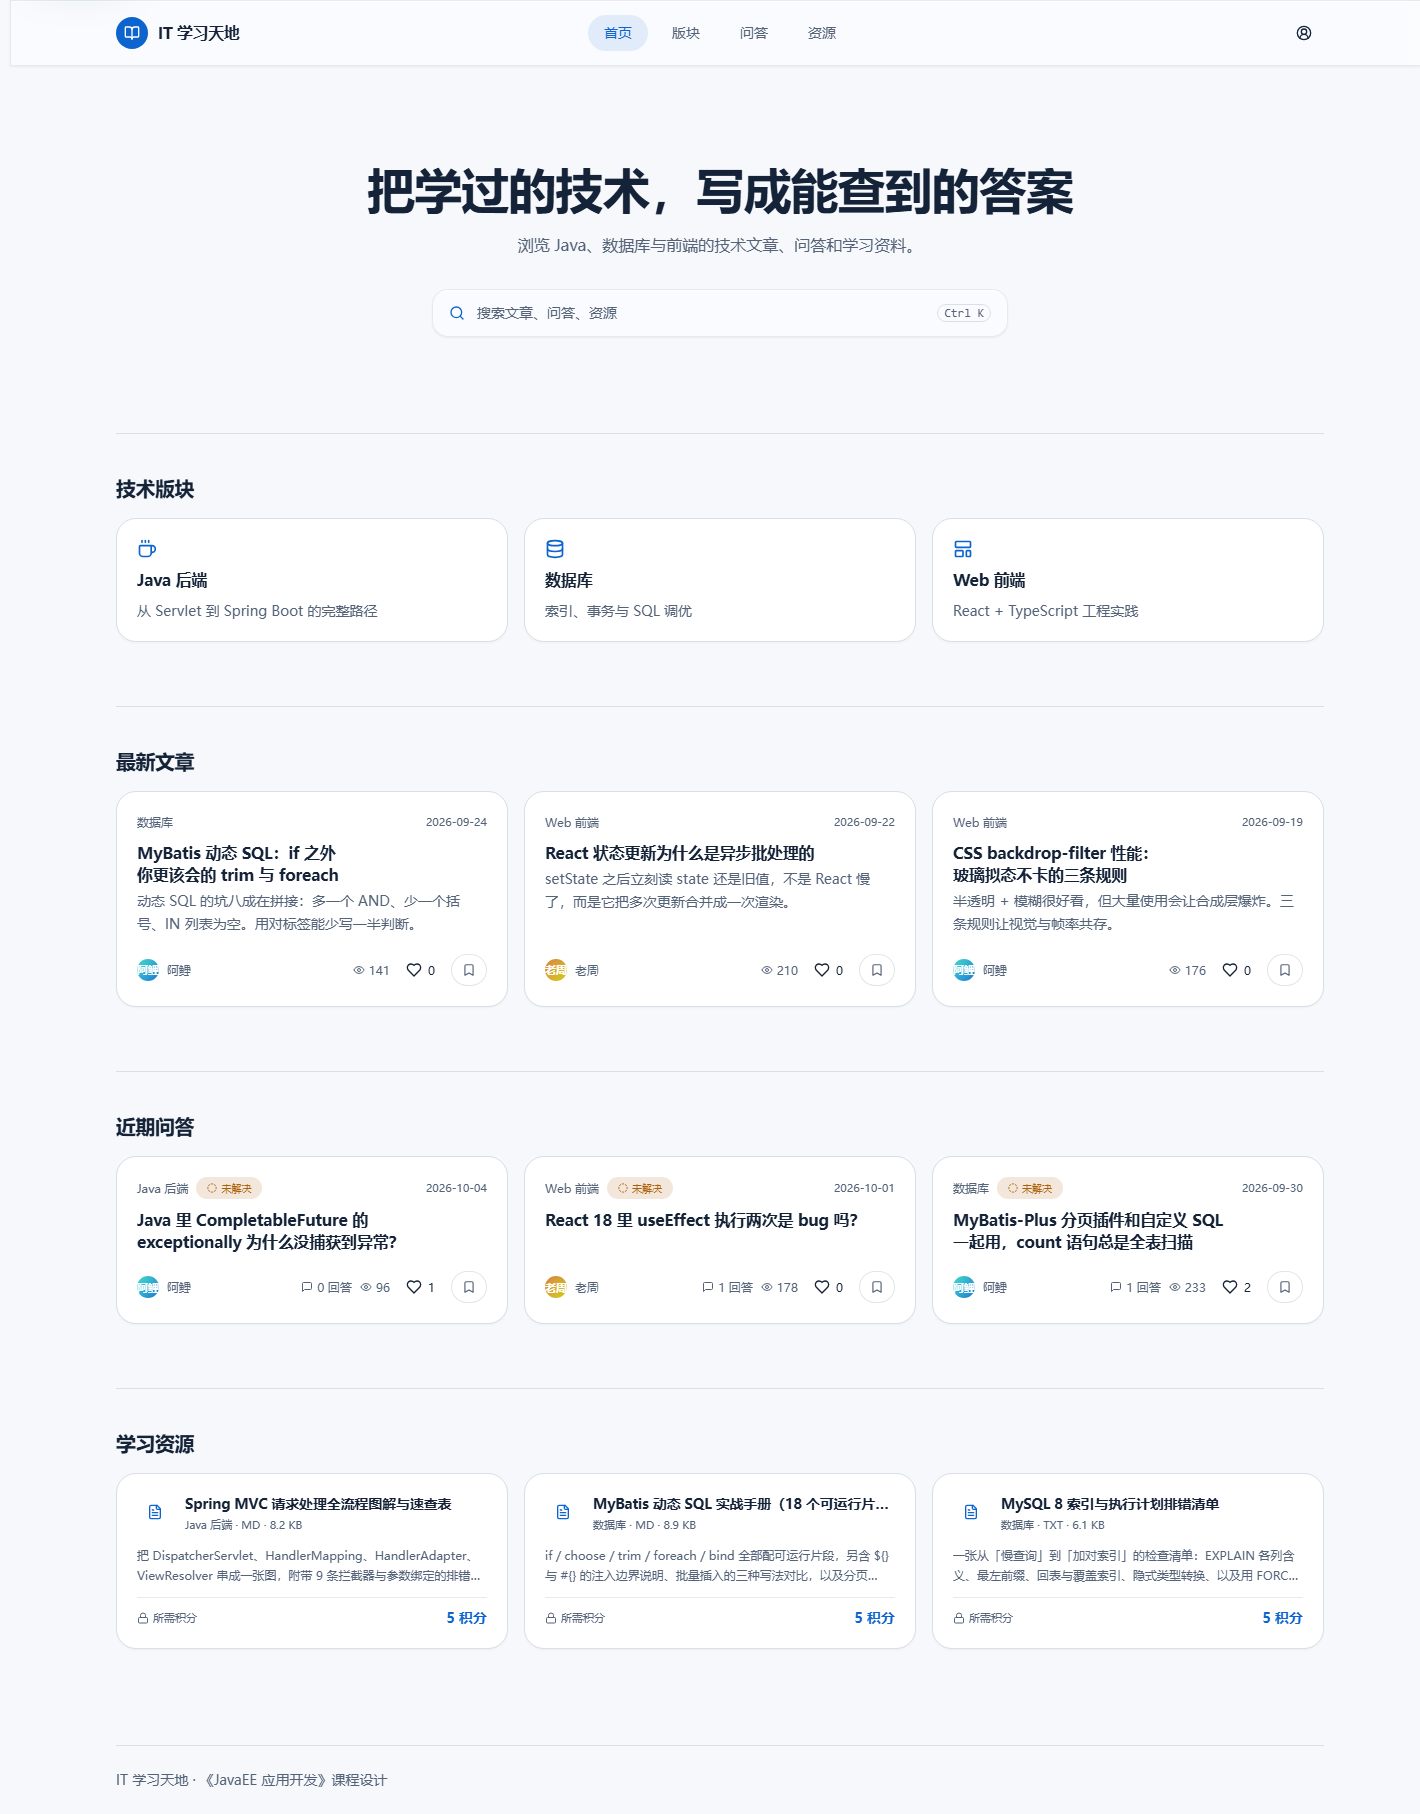 IT 学习天地
首页
版块
问答
资源
把学过的技术，写成能查到的答案
浏览 Java、数据库与前端的技术文章、问答和学习资料。
搜索文章、问答、资源
Ctrl K
技术版块
Java 后端
从 Servlet 到 Spring Boot 的完整路径
数据库
索引、事务与 SQL 调优
Web 前端
React + TypeScript 工程实践
最新文章
数据库
2026-09-24
MyBatis 动态 SQL：if 之外
你更该会的 trim 与 foreach
动态 SQL 的坑八成在拼接：多一个 AND、少一个括
号、IN 列表为空。用对标签能少写一半判断。
阿鲤
阿鲤
141
0
Web 前端
2026-09-22
React 状态更新为什么是异步批处理的
setState 之后立刻读 state 还是旧值，不是 React 慢
了，而是它把多次更新合并成一次渲染。
老周
老周
210
0
Web 前端
2026-09-19
CSS backdrop-filter 性能：
玻璃拟态不卡的三条规则
半透明 + 模糊很好看，但大量使用会让合成层爆炸。三
条规则让视觉与帧率共存。
阿鲤
阿鲤
176
0
近期问答
Java 后端
未解决
2026-10-04
Java 里 CompletableFuture 的
exceptionally 为什么没捕获到异常？
阿鲤
阿鲤
0 回答
96
1
Web 前端
未解决
2026-10-01
React 18 里 useEffect 执行两次是 bug 吗？
老周
老周
1 回答
178
0
数据库
未解决
2026-09-30
MyBatis-Plus 分页插件和自定义 SQL
一起用，count 语句总是全表扫描
阿鲤
阿鲤
1 回答
233
2
学习资源
Spring MVC 请求处理全流程图解与速查表
Java 后端 · MD · 8.2 KB
把 DispatcherServlet、HandlerMapping、HandlerAdapter、
ViewResolver 串成一张图，附带 9 条拦截器与参数绑定的排错...
所需积分
5 积分
MyBatis 动态 SQL 实战手册（18 个可运行片...
数据库 · MD · 8.9 KB
if / choose / trim / foreach / bind 全部配可运行片段，另含 ${}
与 #{} 的注入边界说明、批量插入的三种写法对比，以及分页...
所需积分
5 积分
MySQL 8 索引与执行计划排错清单
数据库 · TXT · 6.1 KB
一张从「慢查询」到「加对索引」的检查清单：EXPLAIN 各列含
义、最左前缀、回表与覆盖索引、隐式类型转换、以及用 FORC...
所需积分
5 积分
IT 学习天地 · 《JavaEE 应用开发》课程设计